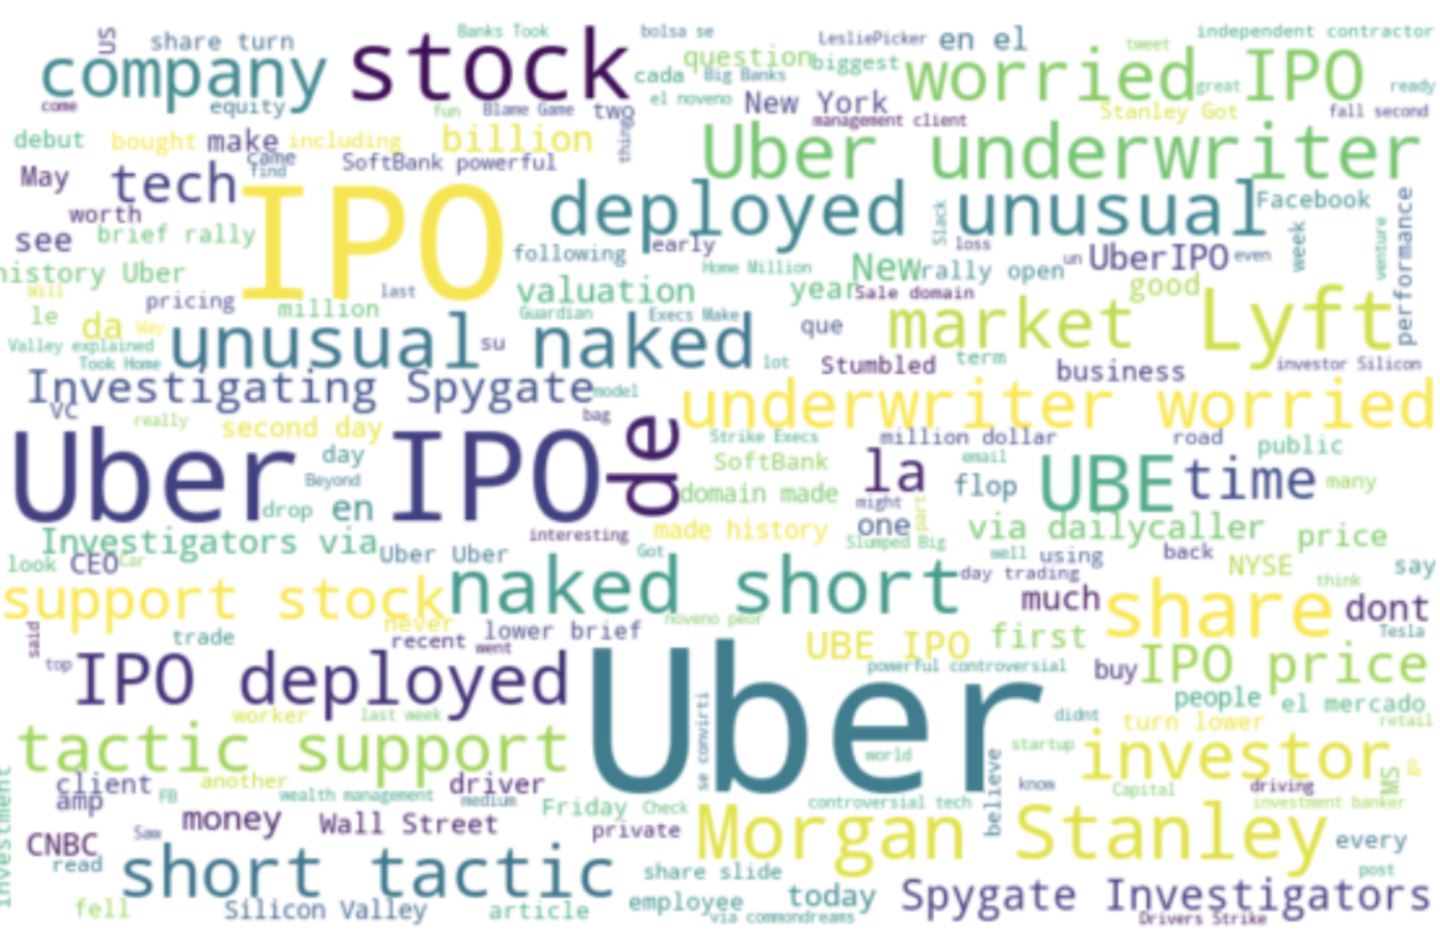 US
share turn
Banks Took
bolsa se
LesliePicker
en el
independent contractor
company
stock
cada
question
biggest
Big Banks
tweet
worried IPO
great
ready
come
equity
fun
Blame Game
two
el noveno
New York
management client
Stanley Got
fall second
debut
bought
make
including
billion
things
Uber underwriter
came
find
SoftBank powerful
May
tech
IPO
deployed unusual
Facebook
worth
see
brief rally
following
early
Slack
loss
un
UberIPO
even
week
venture
performance
history Uber
Home Million
New
rally open
Will
pricing
last
million
valuation
year
Sale domain
good
le
da
Way
Guardian
Execs Make
que
market
Lyft
Valley explained
Took Home
unusual naked
su
lot
Stumbled
term
business
investor Silicon
Investigating Spygate
model
VC
bag
underwriter worried
really
second day
Strike Execs
million dollar
road
public
Uber IPO
de
day
Beyond
SoftBank
la
email
flop
UBE
time
many
drop
en
domain made
might
part
interesting
made history
one
Slumped Big
via dailycaller
price
Investigators via
look
CEO
Car
Uber Uber
Got
well
using
back
NYSE
say
think
support stock
naked short
day trading
much
share
dont
never
noveno peor
Tesla
said
trade
recent
went
lower brief
UBE IPO
first
top
IPO deployed
Uber
powerful controversial
buy
IPO price
people
el mercado
worker
last week
se convirti
didnt
turn lower
retail
tactic support
world
startup
investor
go
MS
investment
client
amp
another
FB
wealth management
driver
medium
Friday
Check
controversial tech
believe
know
Capital
driving
investment banker
money
Wall Street
private
Morgan Stanley
every
CNBC
Sam
read
short tactic
share slide
post
employee
today
Spygate Investigators
fell
Silicon Valley
article
via commondreams
Drivers Strike